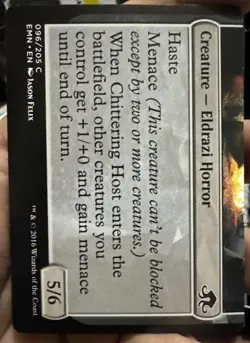 Creature — Eldrazi Horror
Haste
Menace (This creature can't be blocked
except by two or more creatures.)
When Chittering Host enters the
battlefield, other creatures you
control get +1/+0 and gain menace
until end of turn.
5/6
096/205 C
EMN • EN JASON FELIX
™ & © 2016 Wizards of the Coast